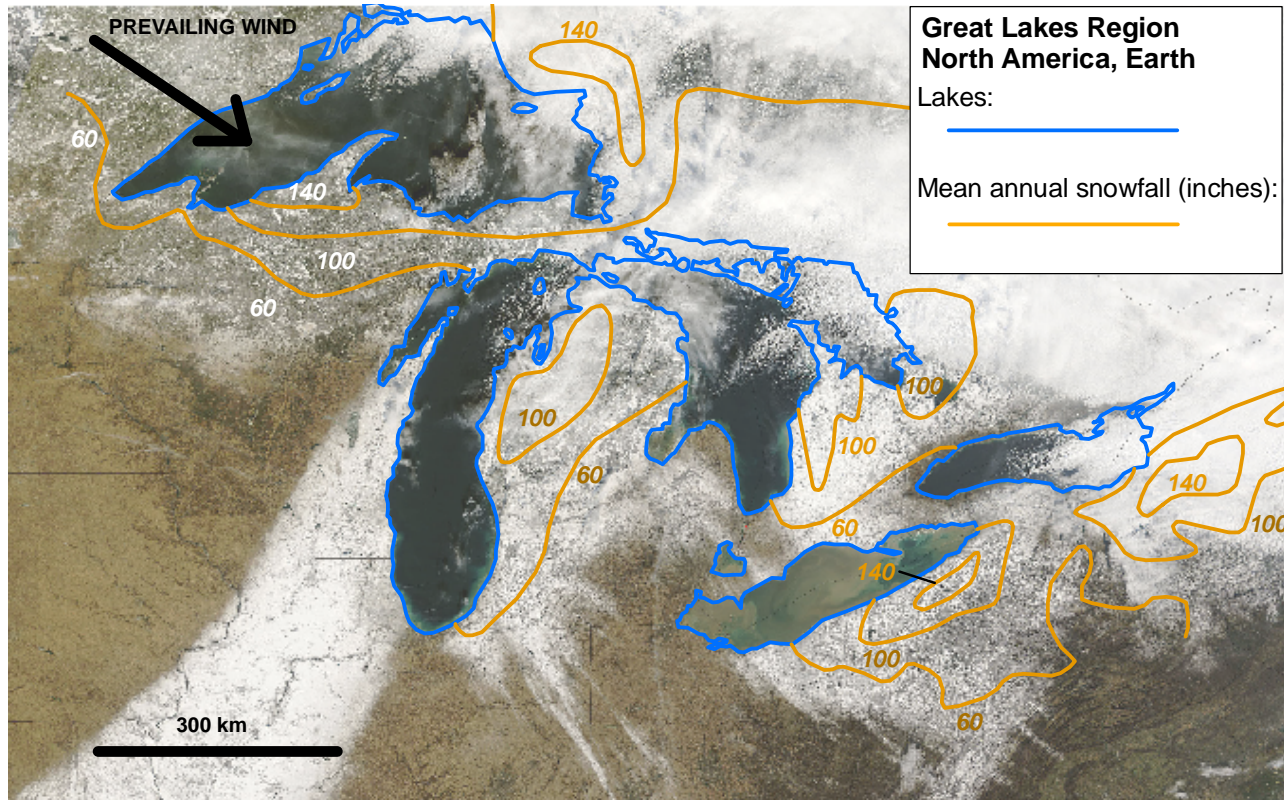 PREVAILING WIND
140
Great Lakes Region
North America, Earth
Lakes:
Mean annual snowfall (inches):
60
140
100
60
100
100
100
60
140
60
100
140
100
60
300 km